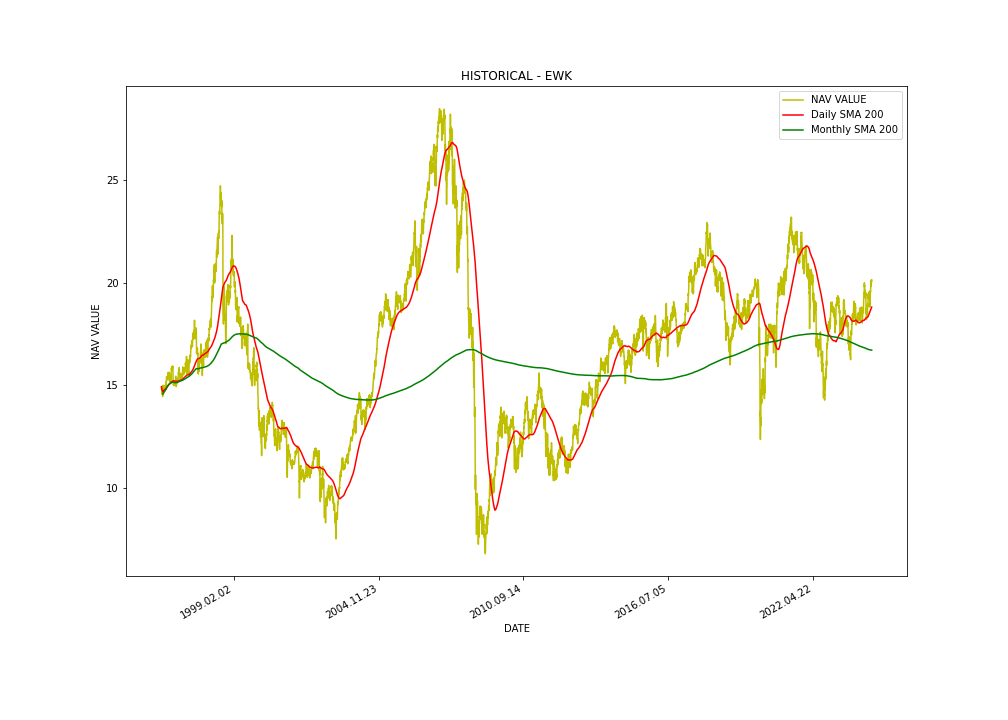 HISTORICAL - EWK
NAV VALUE
Daily SMA 200
Monthly SMA 200
25
20
15
10
NAV VALUE
1999.02.02
2004.11.23
2010.09.14
2016.07.05
2022.04.22
DATE